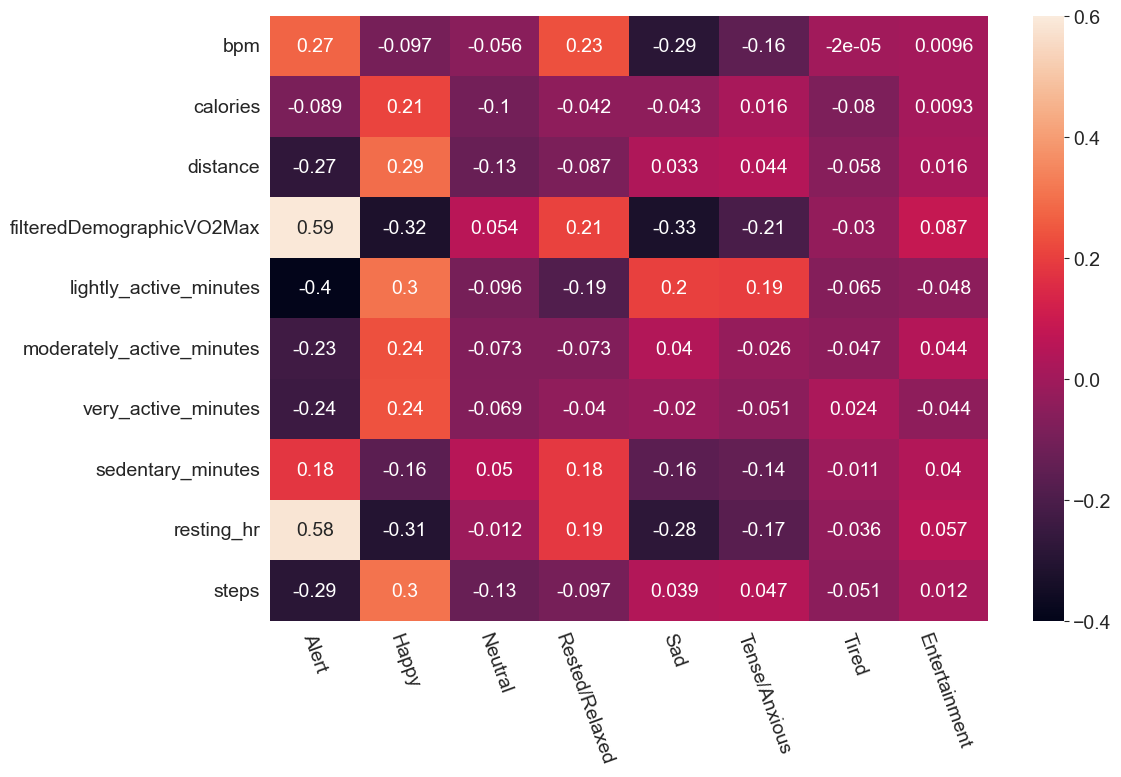 bpm 0.27 -0.097 -0.056 0.23 -0.29 -0.16 -2e-05 0.0096
calories -0.089 0.21 -0.1 -0.042 -0.043 0.016 -0.08 0.0093
distance -0.27 0.29 -0.13 -0.087 0.033 0.044 -0.058 0.016
filteredDemographicVO2Max 0.59 -0.32 0.054 0.21 -0.33 -0.21 -0.03 0.087
lightly_active_minutes -0.4 0.3 -0.096 -0.19 0.2 0.19 -0.065 -0.048
moderately_active_minutes -0.23 0.24 -0.073 -0.073 0.04 -0.026 -0.047 0.044
very_active_minutes -0.24 0.24 -0.069 -0.04 -0.02 -0.051 0.024 -0.044
sedentary_minutes 0.18 -0.16 0.05 0.18 -0.16 -0.14 -0.011 0.04
resting_hr 0.58 -0.31 -0.012 0.19 -0.28 -0.17 -0.036 0.057
steps -0.29 0.3 -0.13 -0.097 0.039 0.047 -0.051 0.012
Alert Happy Neutral Rested/Relaxed Sad Tense/Anxious Tired Entertainment
0.6
0.4
0.2
0.0
−0.2
−0.4